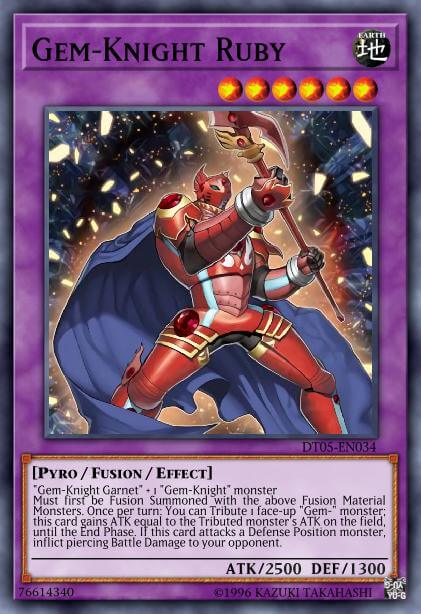 Gem-Knight Ruby
EARTH
地
DT05-EN034
[Pyro / Fusion / Effect]
"Gem-Knight Garnet" + 1 "Gem-Knight" monster
Must first be Fusion Summoned with the above Fusion Material
Monsters. Once per turn: You can Tribute 1 face-up "Gem-" monster;
this card gains ATK equal to the Tributed monster's ATK on the field,
until the End Phase. If this card attacks a Defense Position monster,
inflict piercing Battle Damage to your opponent.
ATK/2500 DEF/1300
76614340
©1996 KAZUKI TAKAHASHI